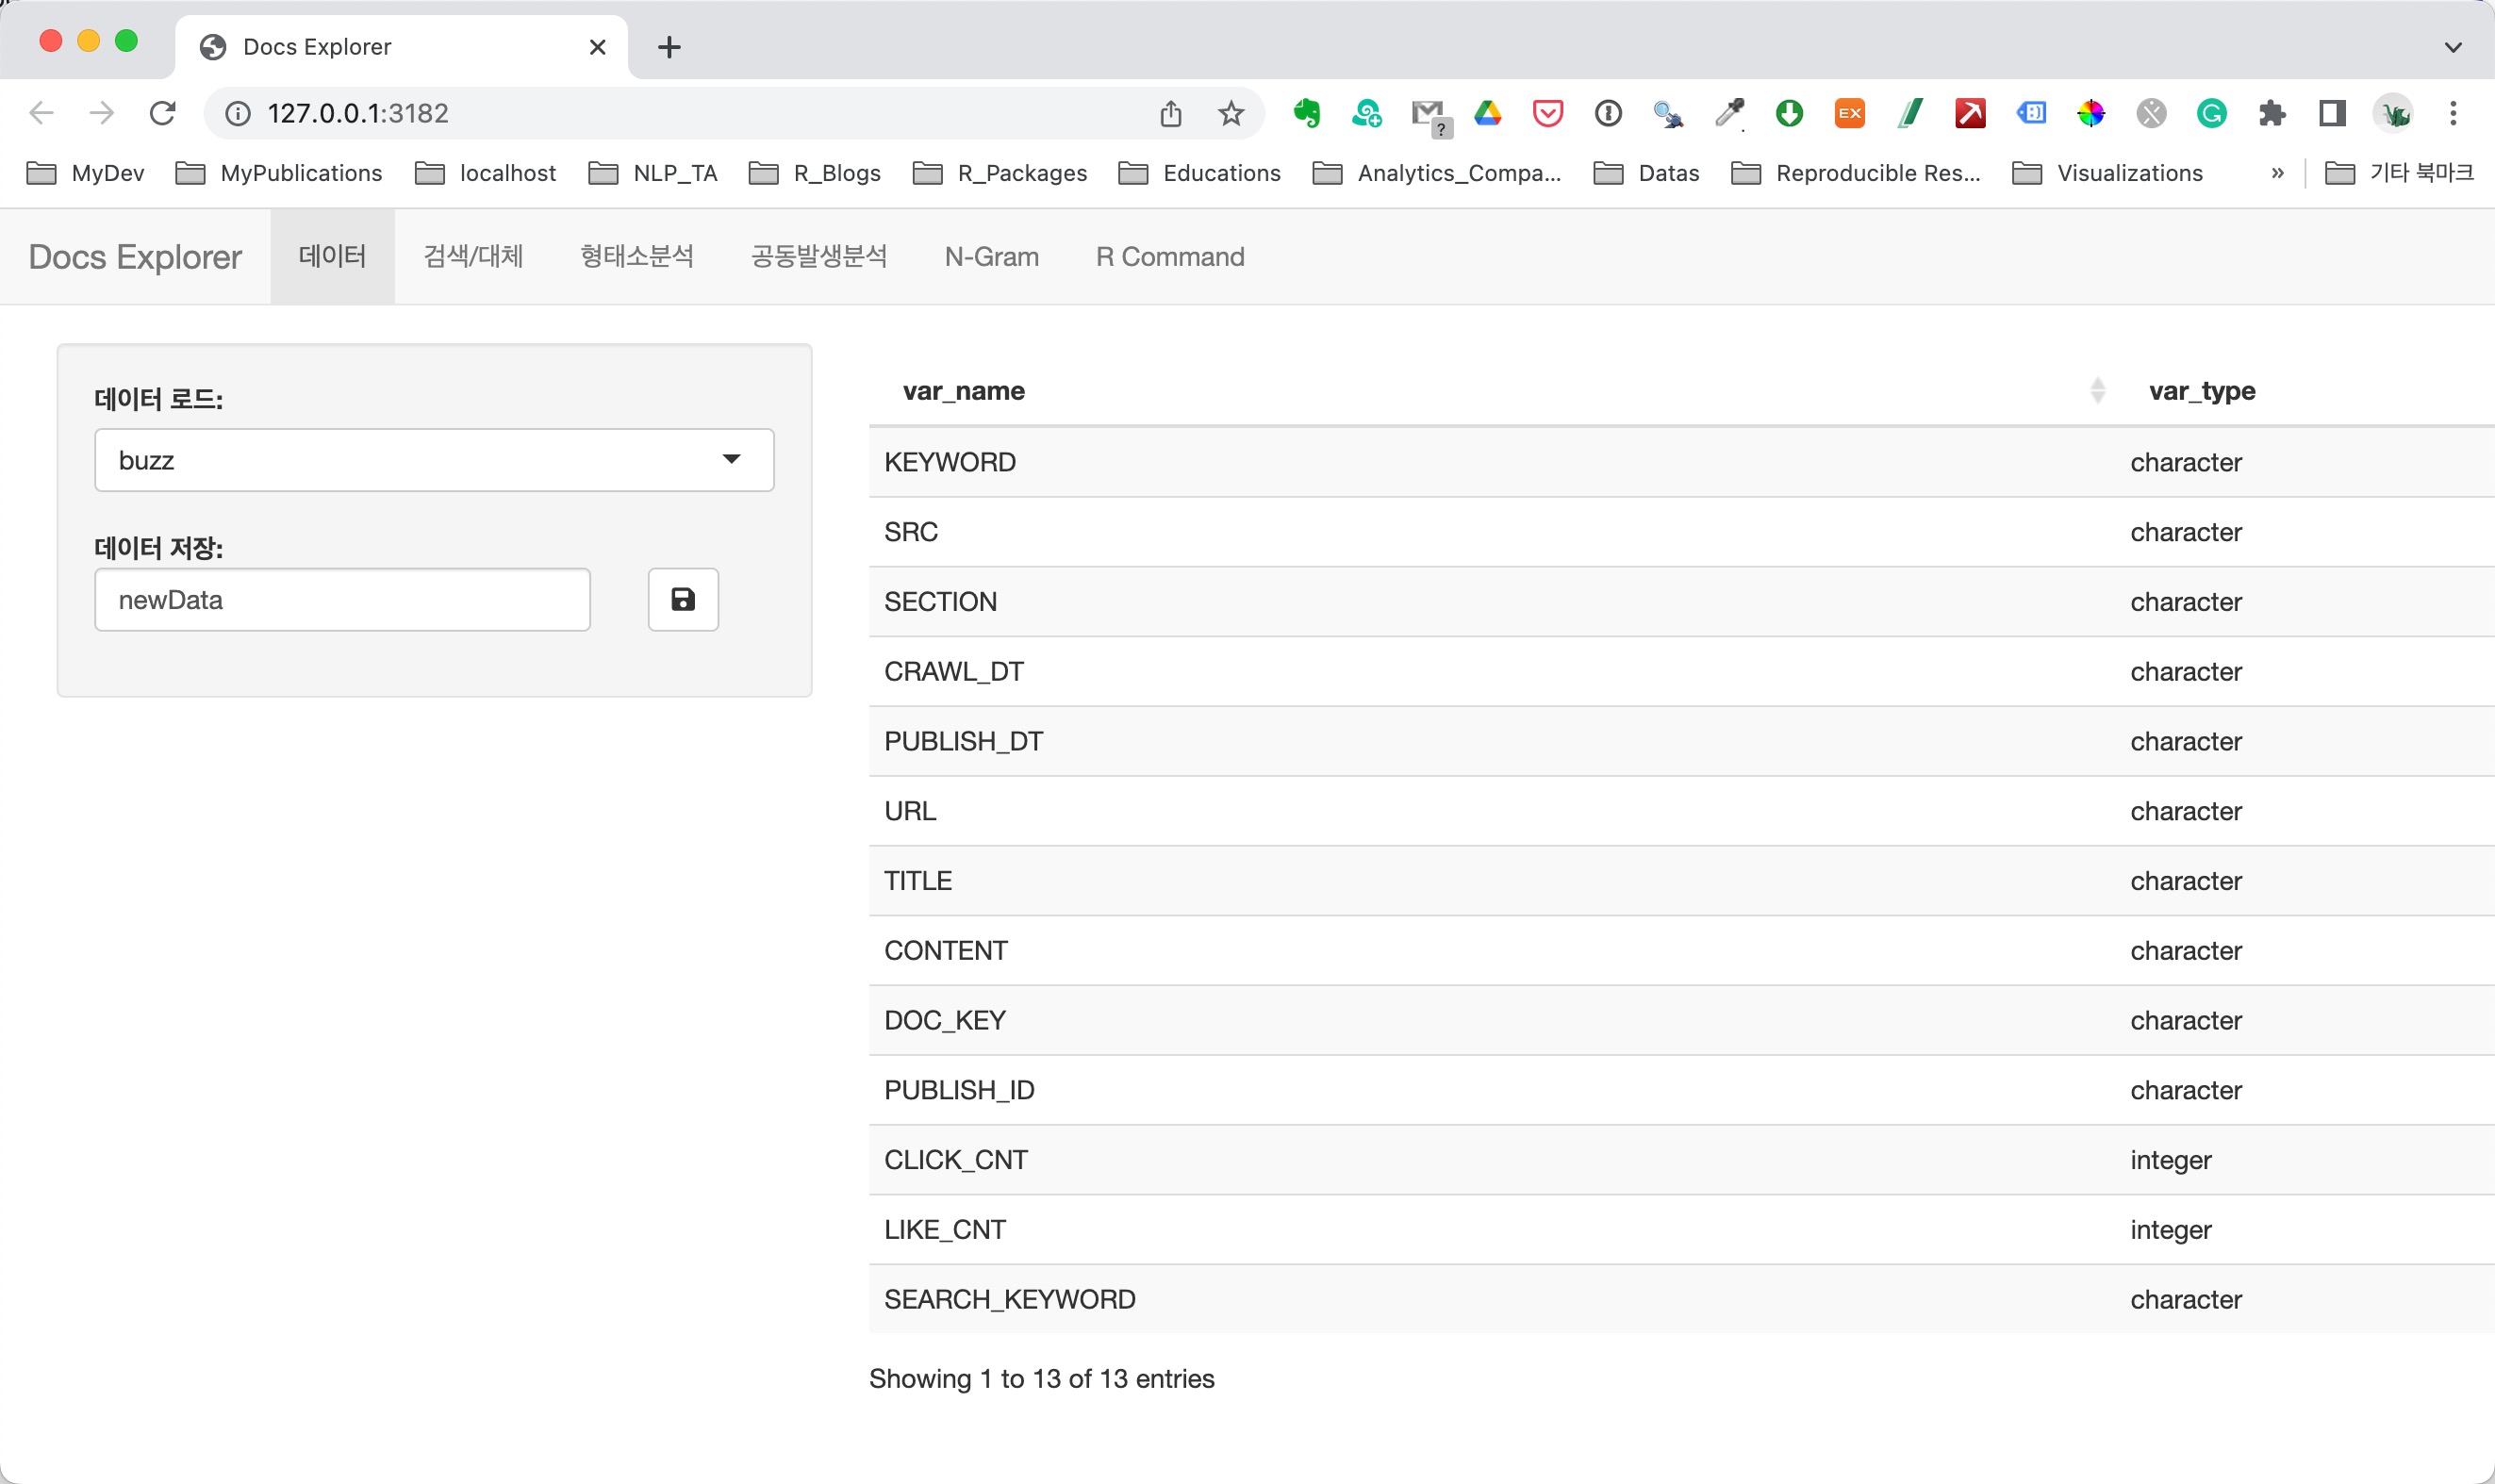 Docs Explorer
127.0.0.1:3182
MyDev MyPublications localhost NLP_TA R_Blogs R_Packages Educations Analytics_Compa... Datas Reproducible Res... Visualizations » 기타 북마크
Docs Explorer 데이터 검색/대체 형태소분석 공동발생분석 N-Gram R Command
데이터 로드:
buzz
데이터 저장:
newData
var_name var_type
KEYWORD character
SRC character
SECTION character
CRAWL_DT character
PUBLISH_DT character
URL character
TITLE character
CONTENT character
DOC_KEY character
PUBLISH_ID character
CLICK_CNT integer
LIKE_CNT integer
SEARCH_KEYWORD character
Showing 1 to 13 of 13 entries